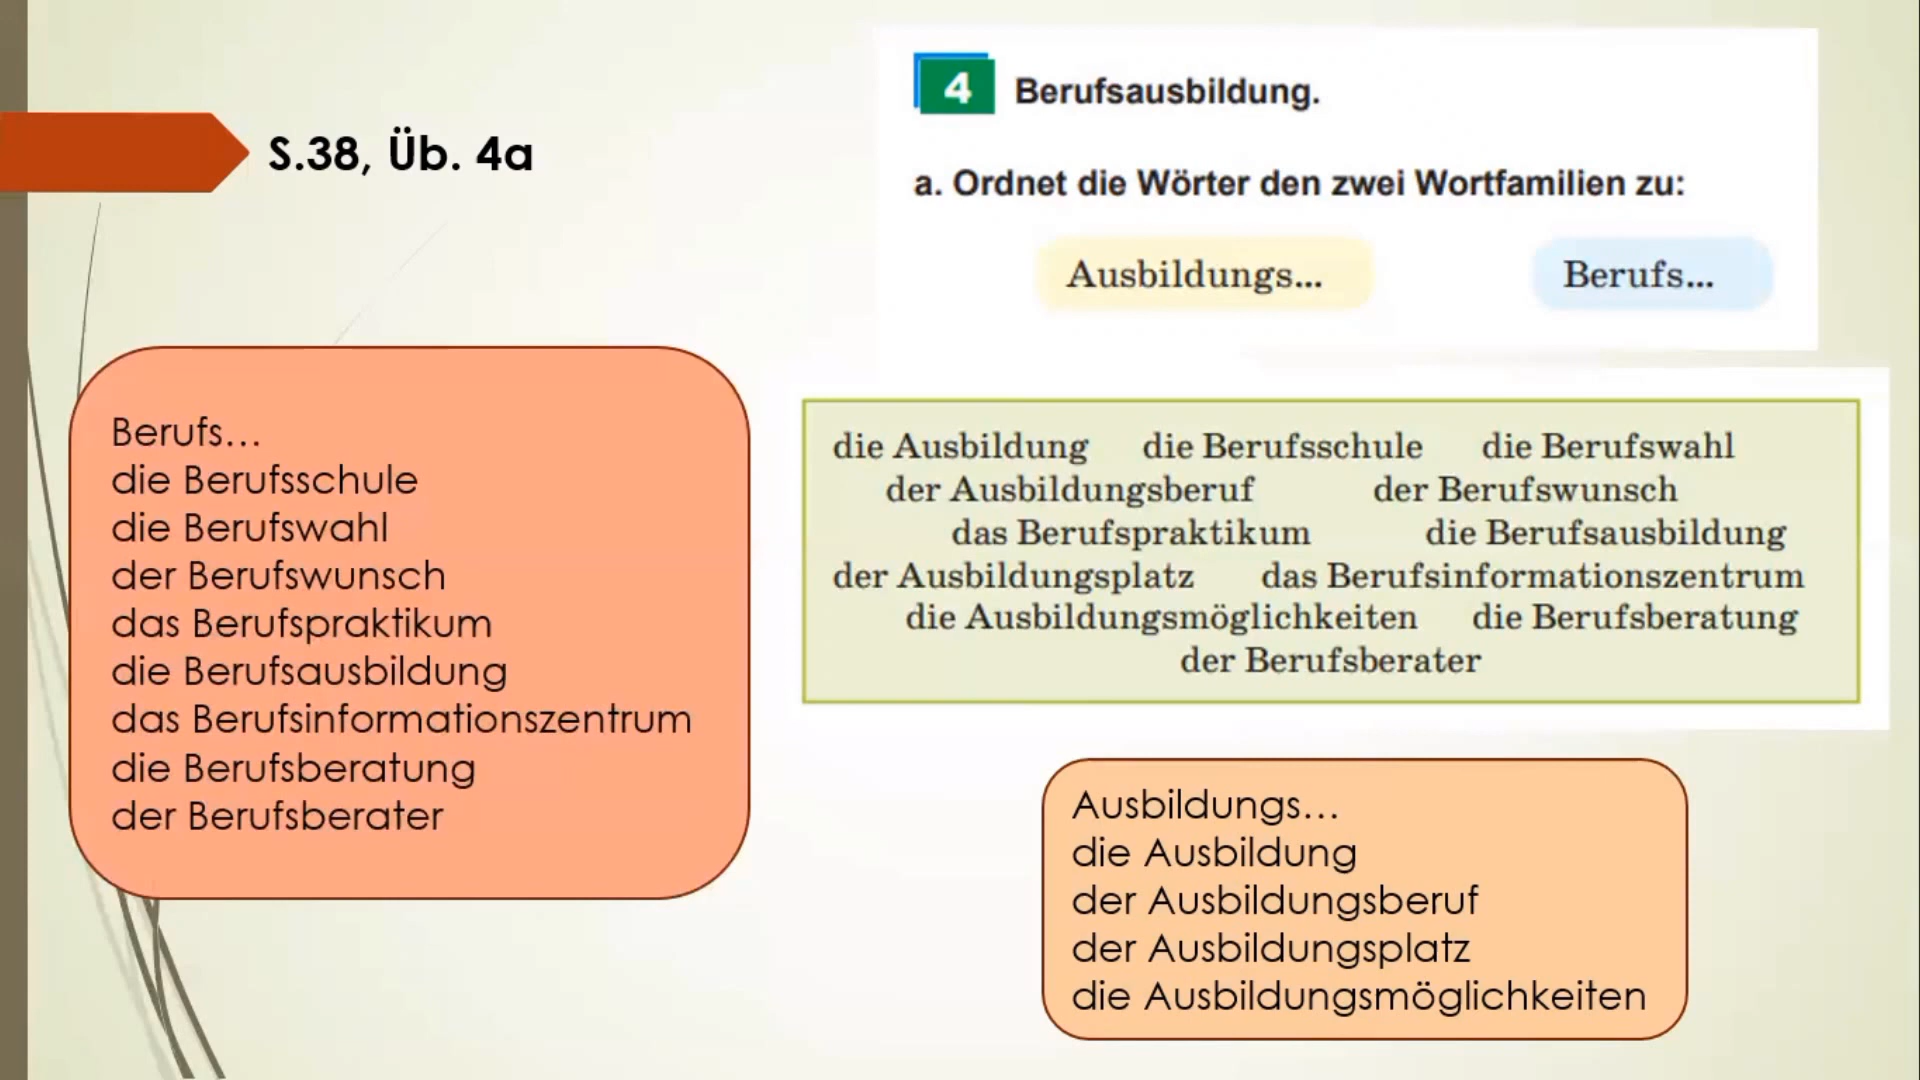 S.38, Üb. 4a
4 Berufsausbildung.
a. Ordnet die Wörter den zwei Wortfamilien zu:
Ausbildungs... Berufs...
Berufs...
die Berufsschule
die Berufswahl
der Berufswunsch
das Berufspraktikum
die Berufsausbildung
das Berufsinformationszentrum
die Berufsberatung
der Berufsberater
die Ausbildung die Berufsschule die Berufswahl
der Ausbildungsberuf der Berufswunsch
das Berufspraktikum die Berufsausbildung
der Ausbildungsplatz das Berufsinformationszentrum
die Ausbildungsmöglichkeiten die Berufsberatung
der Berufsberater
Ausbildungs...
die Ausbildung
der Ausbildungsberuf
der Ausbildungsplatz
die Ausbildungsmöglichkeiten